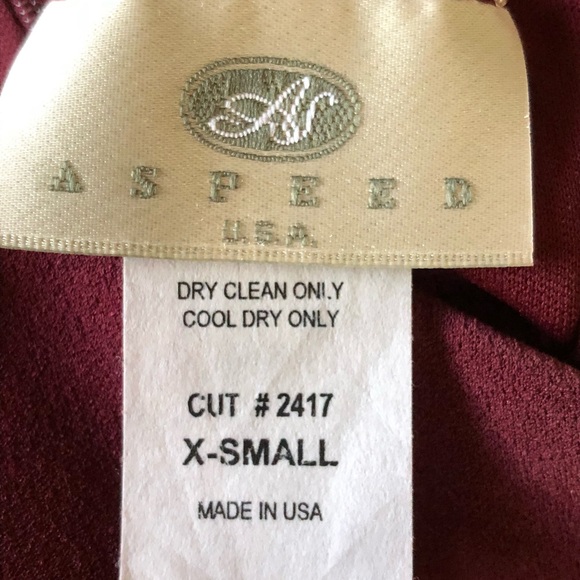 AS
ASPEED
U.S.A.
DRY CLEAN ONLY
COOL DRY ONLY
CUT # 2417
X-SMALL
MADE IN USA